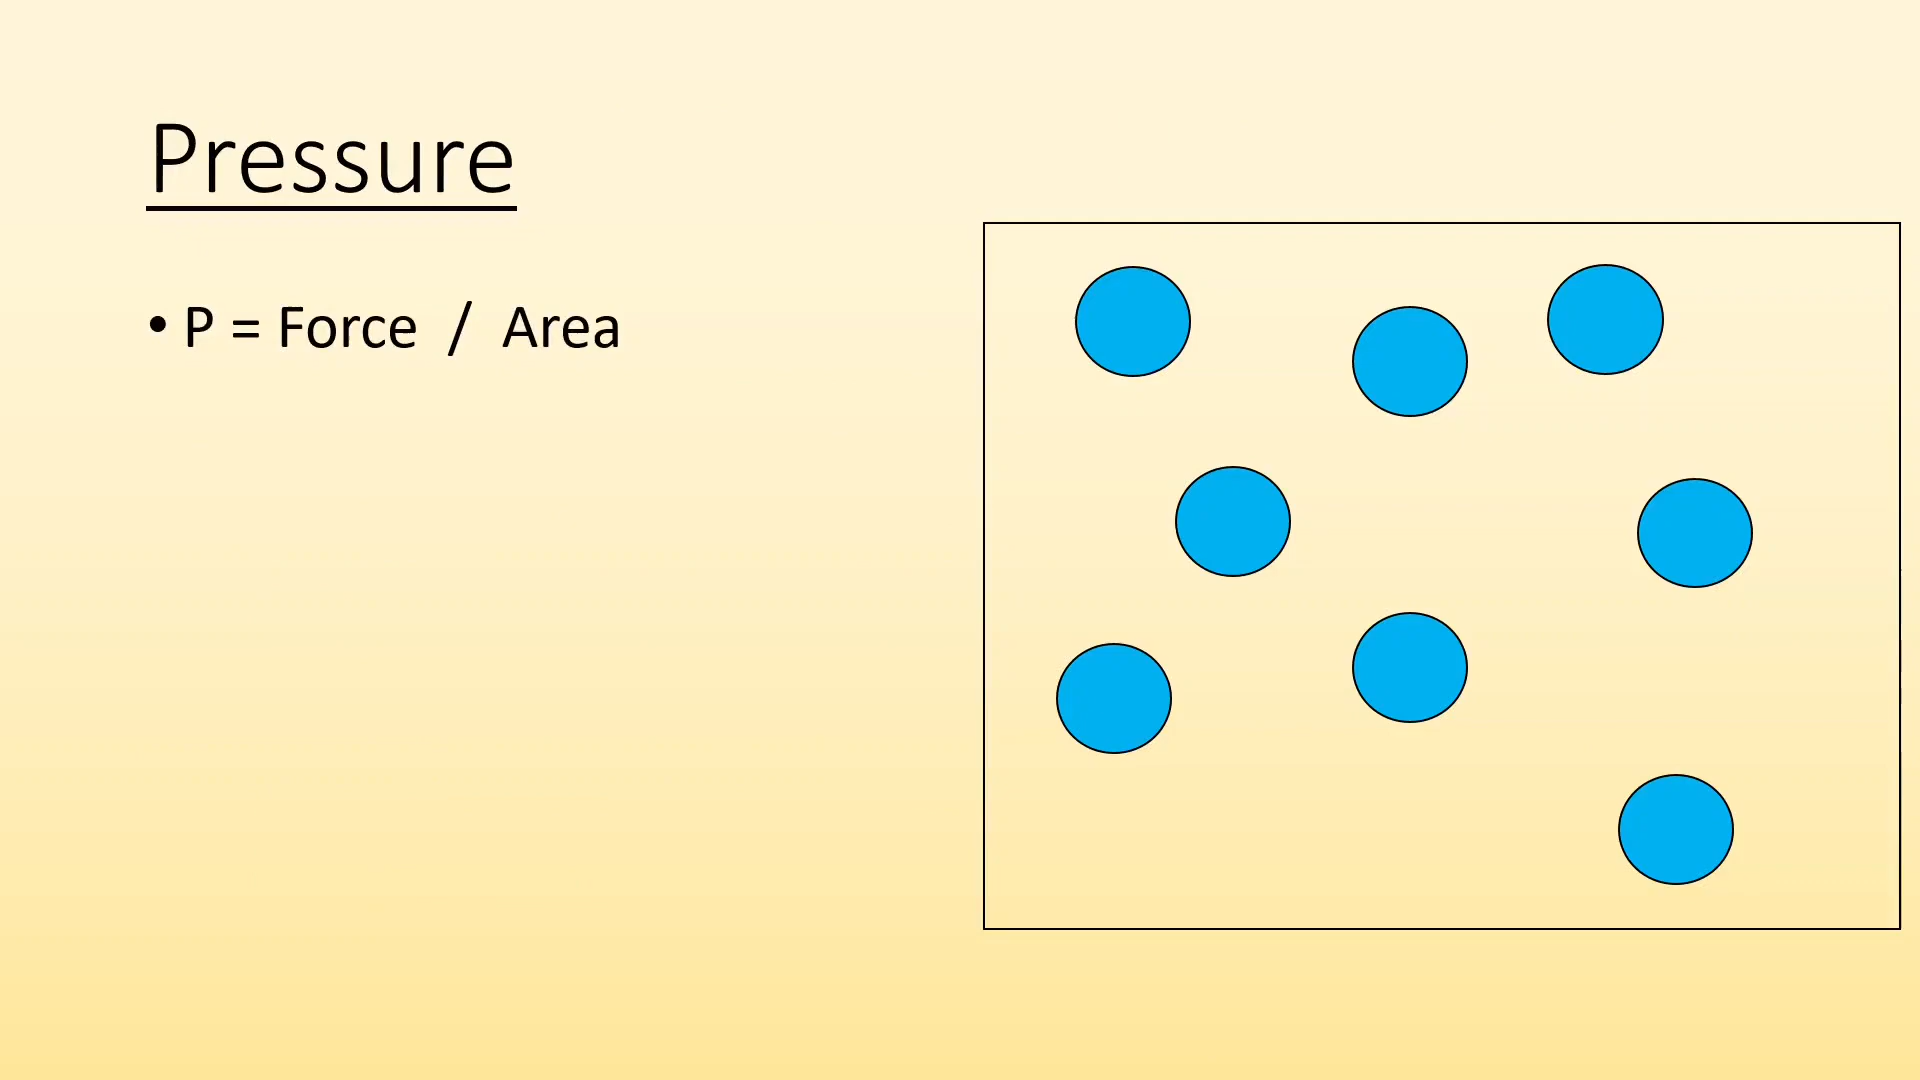 Pressure
• P = Force / Area